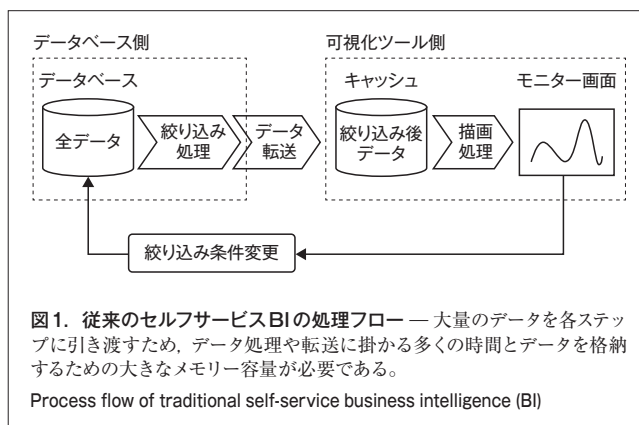 データベース側
可視化ツール側
データベース
キャッシュ
モニター画面
全データ
絞り込み
処理
データ
転送
絞り込み後
データ
描画
処理
絞り込み条件変更
図1. 従来のセルフサービスBIの処理フロー — 大量のデータを各ステッ
プに引き渡すため，データ処理や転送に掛かる多くの時間とデータを格納
するための大きなメモリー容量が必要である。
Process flow of traditional self-service business intelligence (BI)